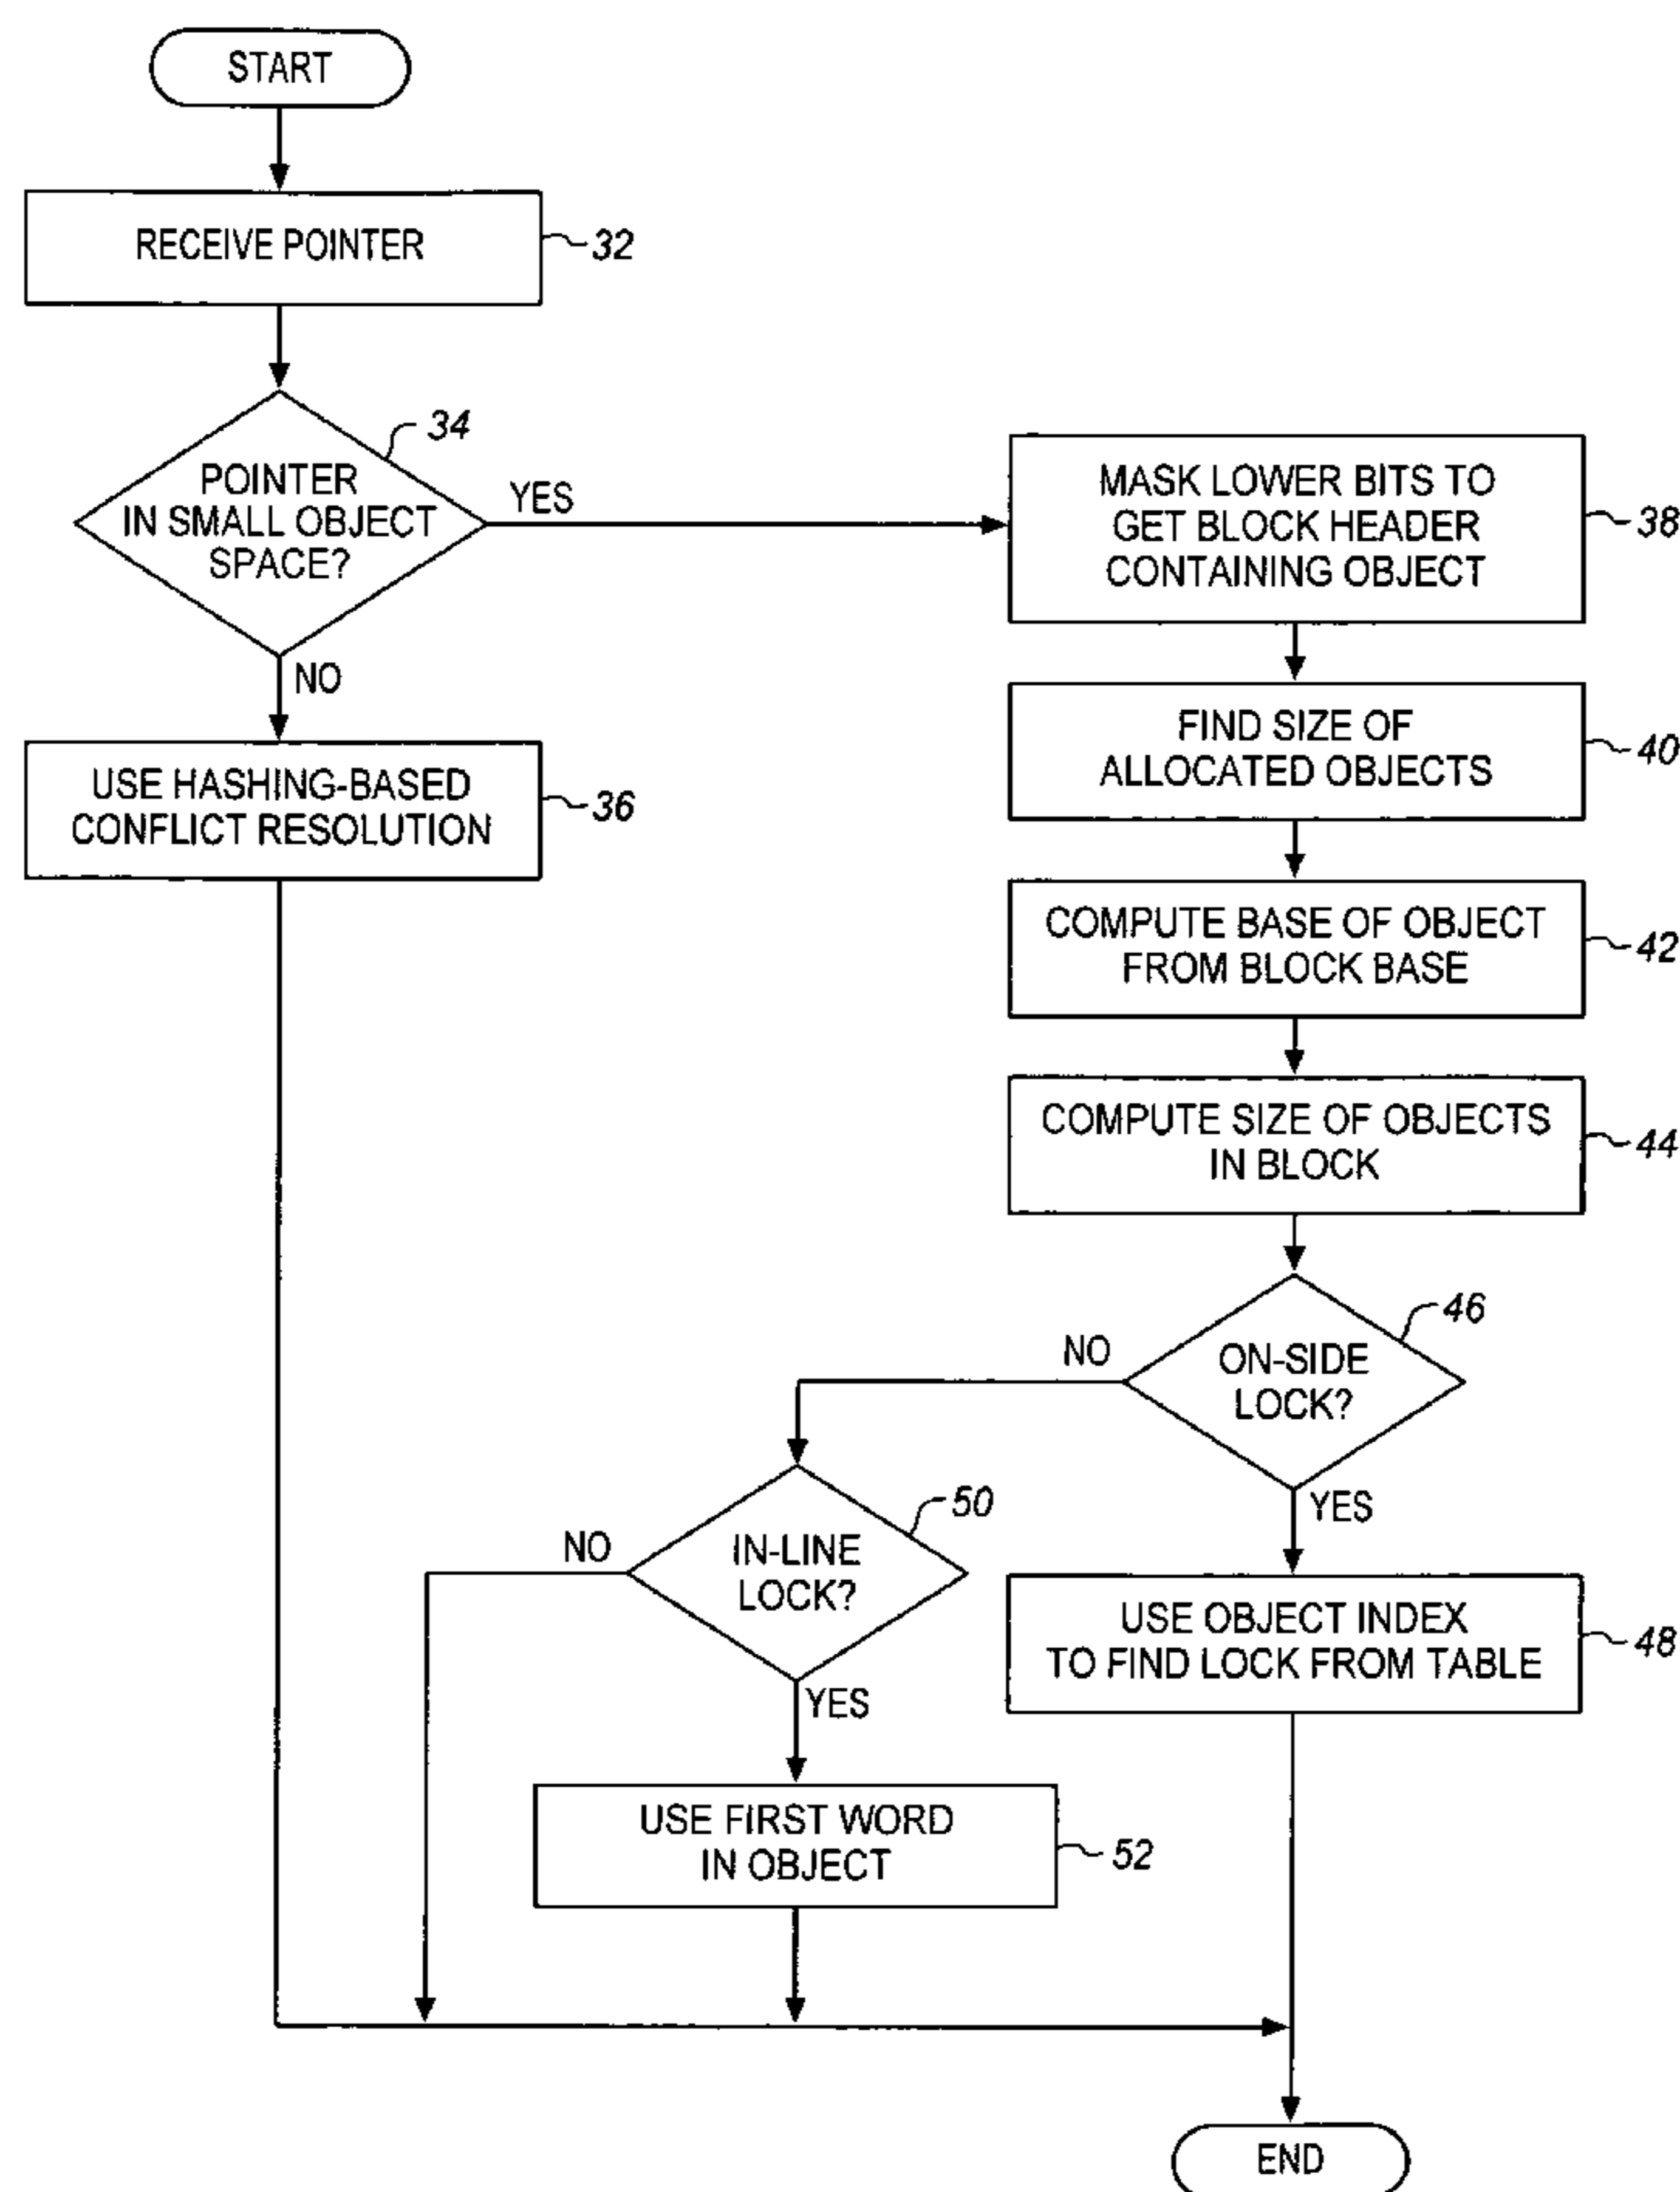 START
RECEIVE POINTER
32
34
POINTER
IN SMALL OBJECT
SPACE?
YES
NO
USE HASHING-BASED
CONFLICT RESOLUTION
36
MASK LOWER BITS TO
GET BLOCK HEADER
CONTAINING OBJECT
38
FIND SIZE OF
ALLOCATED OBJECTS
40
COMPUTE BASE OF OBJECT
FROM BLOCK BASE
42
COMPUTE SIZE OF OBJECTS
IN BLOCK
44
46
ON-SIDE
LOCK?
NO
YES
USE OBJECT INDEX
TO FIND LOCK FROM TABLE
48
50
IN-LINE
LOCK?
NO
YES
USE FIRST WORD
IN OBJECT
52
END